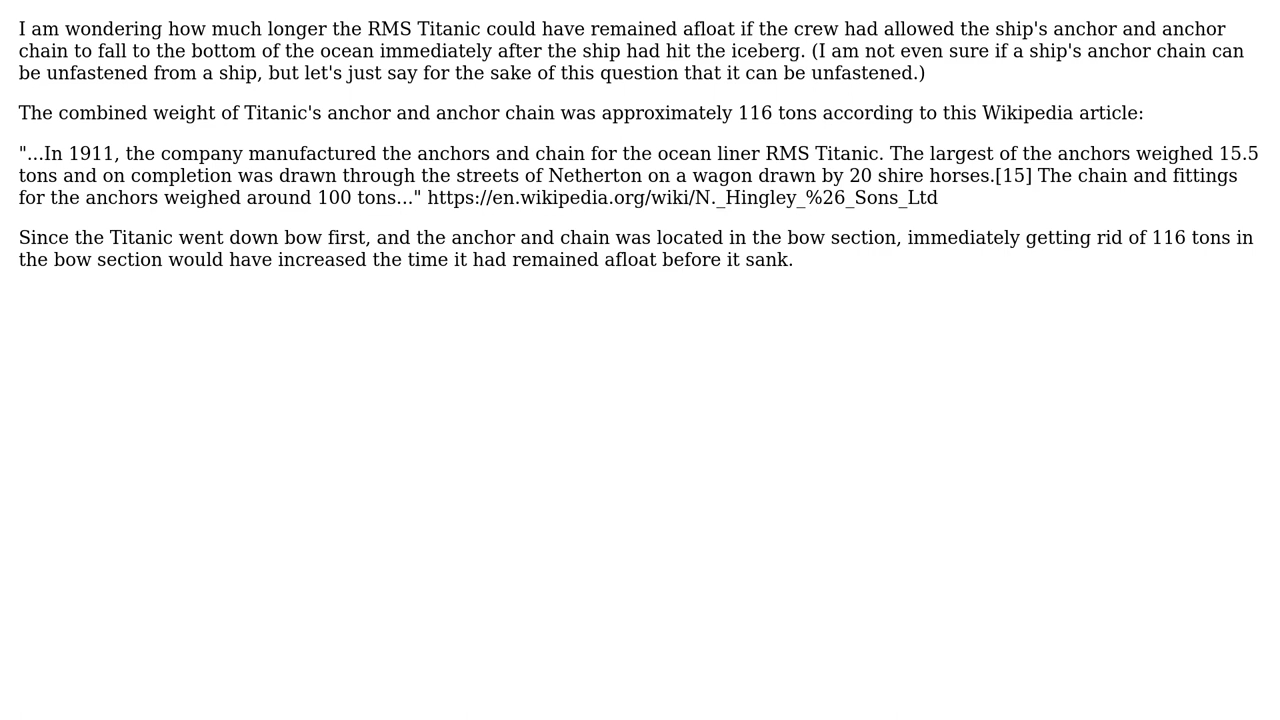 I am wondering how much longer the RMS Titanic could have remained afloat if the crew had allowed the ship's anchor and anchor
chain to fall to the bottom of the ocean immediately after the ship had hit the iceberg. (I am not even sure if a ship's anchor chain can
be unfastened from a ship, but let's just say for the sake of this question that it can be unfastened.)
The combined weight of Titanic's anchor and anchor chain was approximately 116 tons according to this Wikipedia article:
"...In 1911, the company manufactured the anchors and chain for the ocean liner RMS Titanic. The largest of the anchors weighed 15.5
tons and on completion was drawn through the streets of Netherton on a wagon drawn by 20 shire horses.[15] The chain and fittings
for the anchors weighed around 100 tons..." https://en.wikipedia.org/wiki/N._Hingley_%26_Sons_Ltd
Since the Titanic went down bow first, and the anchor and chain was located in the bow section, immediately getting rid of 116 tons in
the bow section would have increased the time it had remained afloat before it sank.